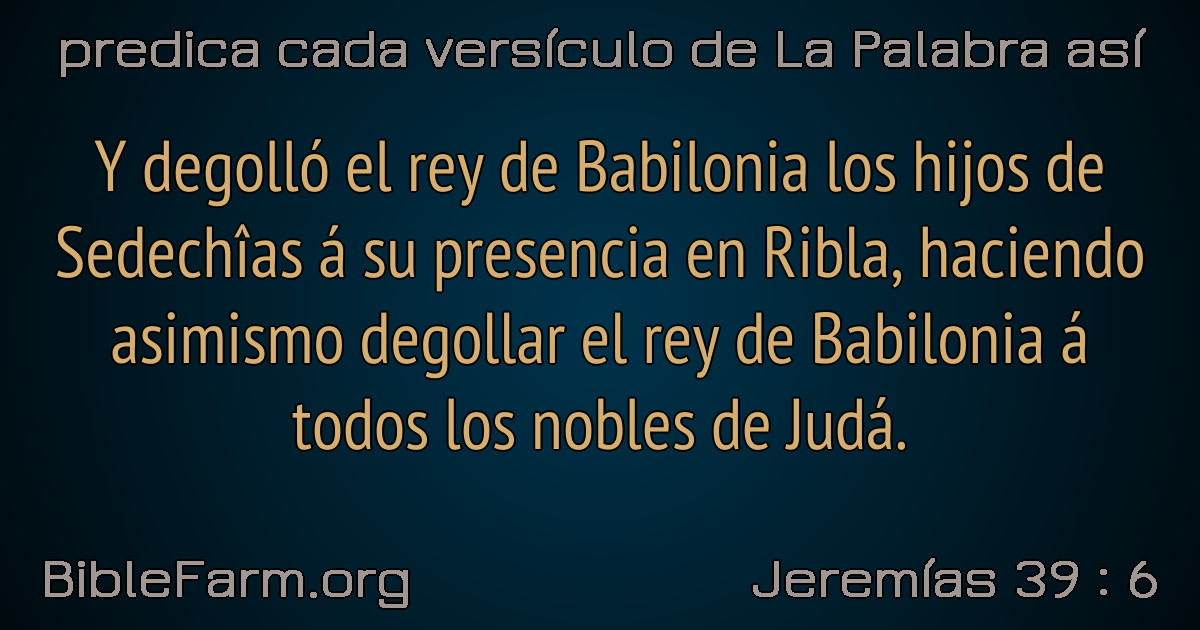 predica cada versículo de La Palabra así
Y degolló el rey de Babilonia los hijos de
Sedechîas á su presencia en Ribla, haciendo
asimismo degollar el rey de Babilonia á
todos los nobles de Judá.
BibleFarm.org
Jeremías 39 : 6